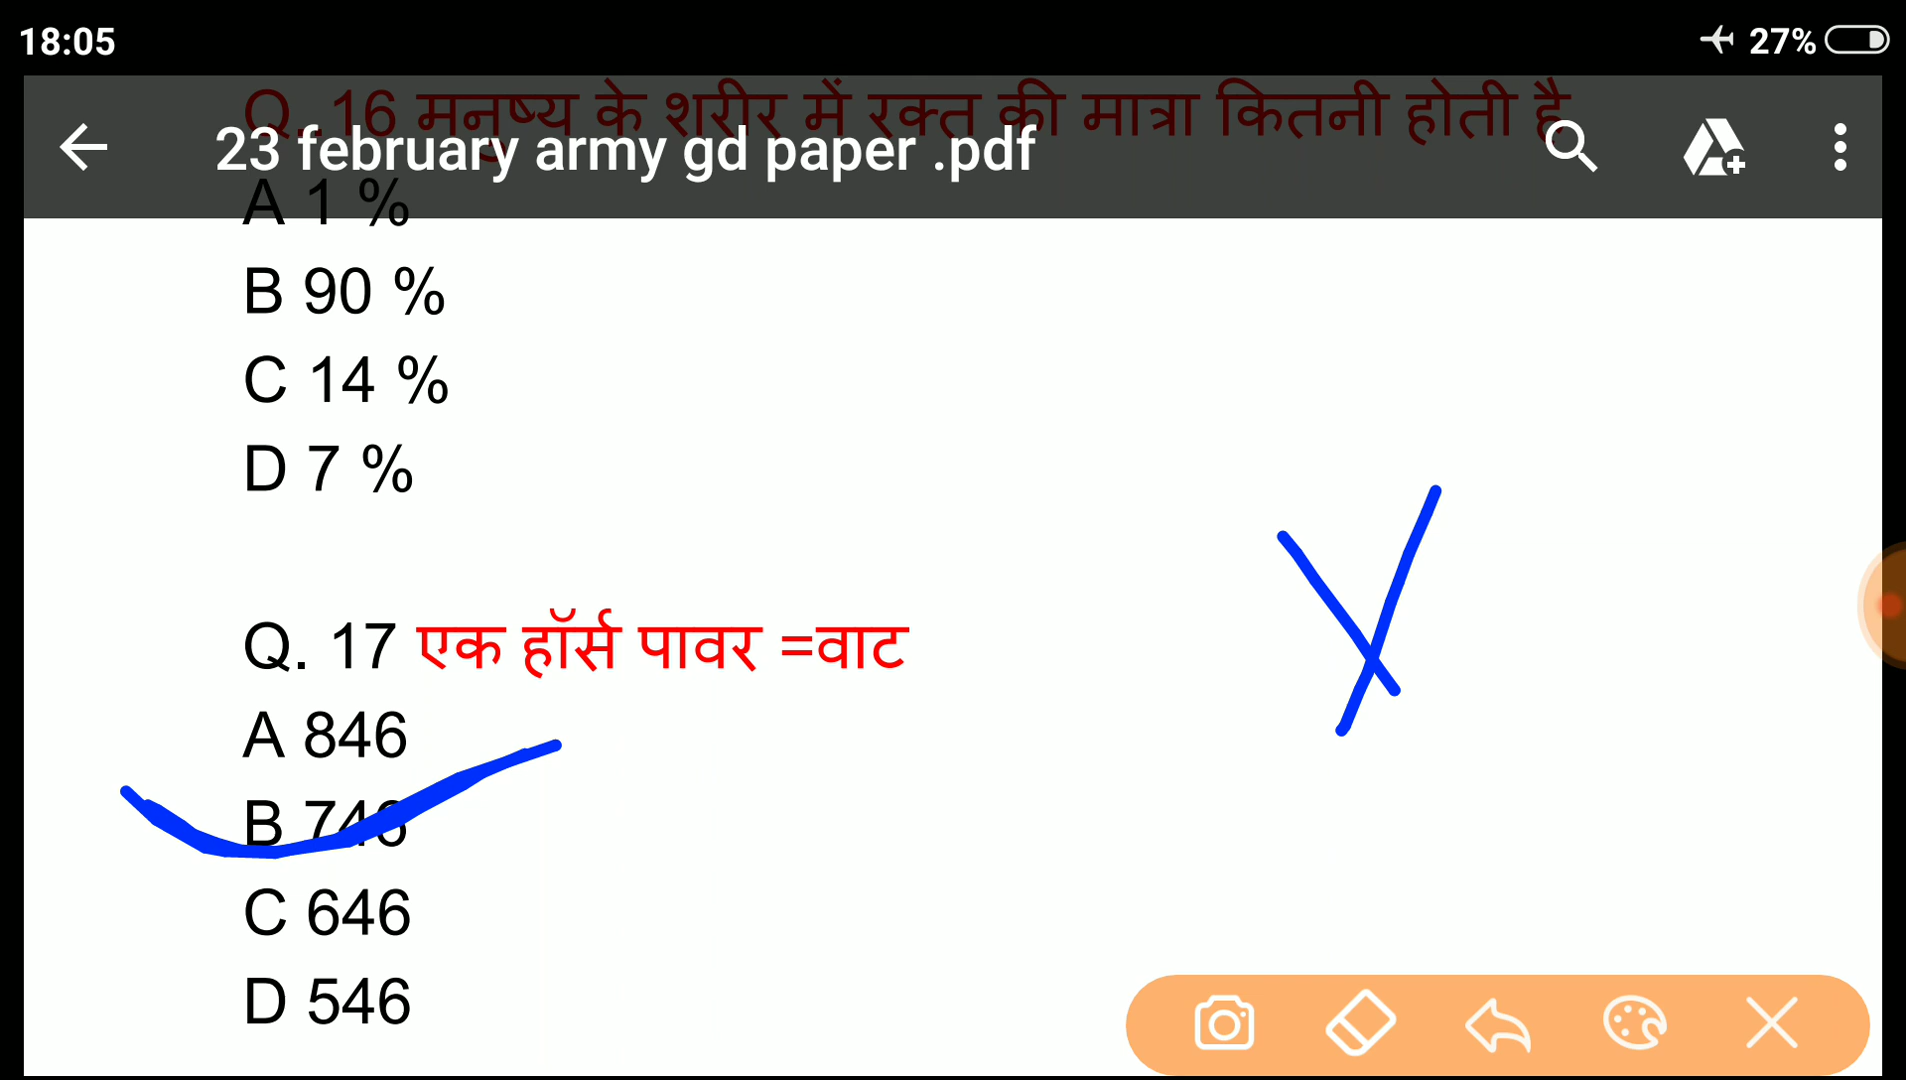 18:05
27%
Q. .16 मनुष्य के शरीर में रक्त की मात्रा कितनी होती है
23 february army gd paper .pdf
A 1 %
B 90 %
C 14 %
D 7 %
Q. 17 एक हॉर्स पावर =वाट
A 846
B 746
C 646
D 546